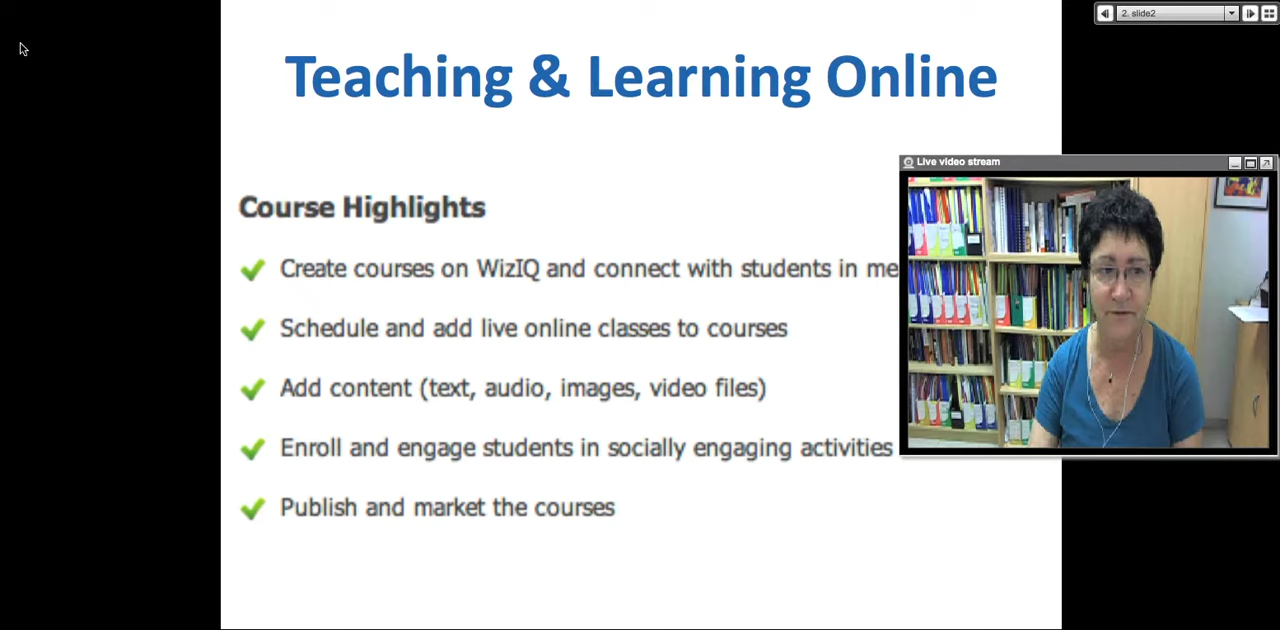 2. slide2
Teaching & Learning Online
Live video stream
Course Highlights
Create courses on WizIQ and connect with students in me
Schedule and add live online classes to courses
Add content (text, audio, images, video files)
Enroll and engage students in socially engaging activities
Publish and market the courses